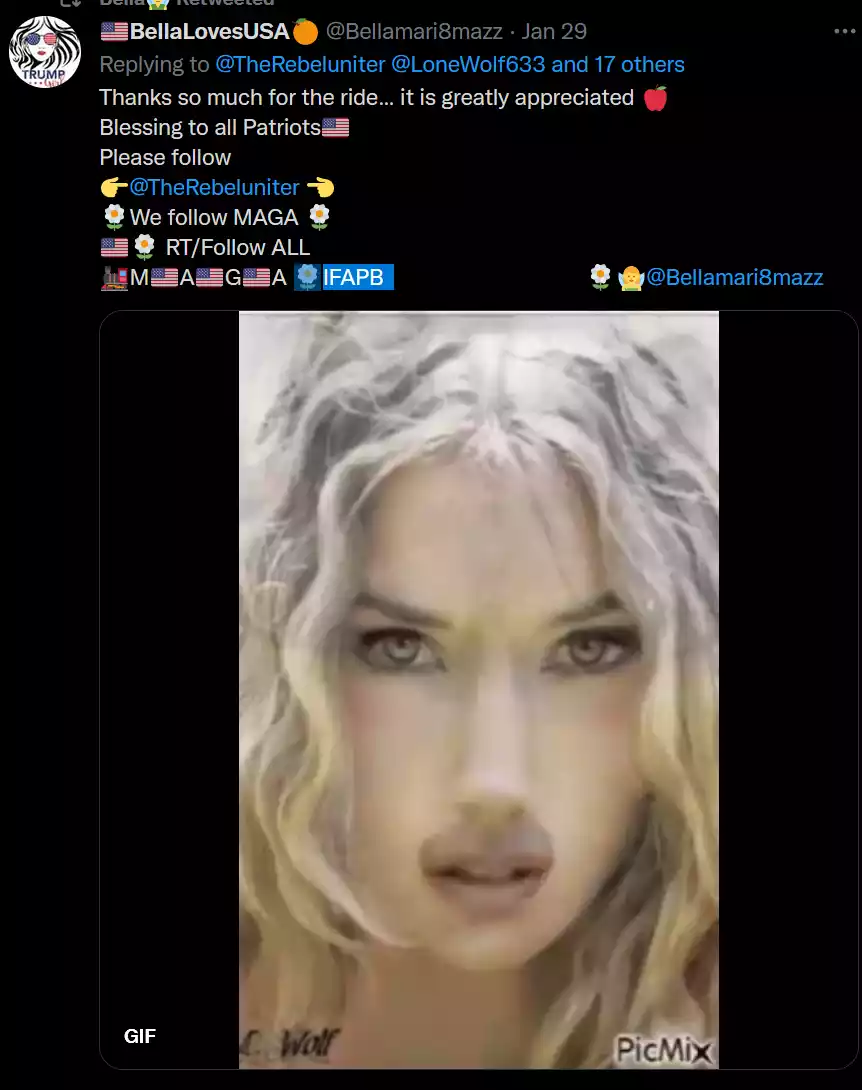 Retweeted
🇺🇸BellaLovesUSA🍊 @Bellamari8mazz · Jan 29
TRUMP
Girl
Replying to @TheRebeluniter @LoneWolf633 and 17 others
Thanks so much for the ride... it is greatly appreciated 🍎
Blessing to all Patriots🇺🇸
Please follow
👉@TheRebeluniter 👈
🌼We follow MAGA 🌼
🇺🇸🌼 RT/Follow ALL
🚂M🇺🇸A🇺🇸G🇺🇸A 🌼IFAPB 🌼 👼@Bellamari8mazz
GIF
Wolf
PicMix